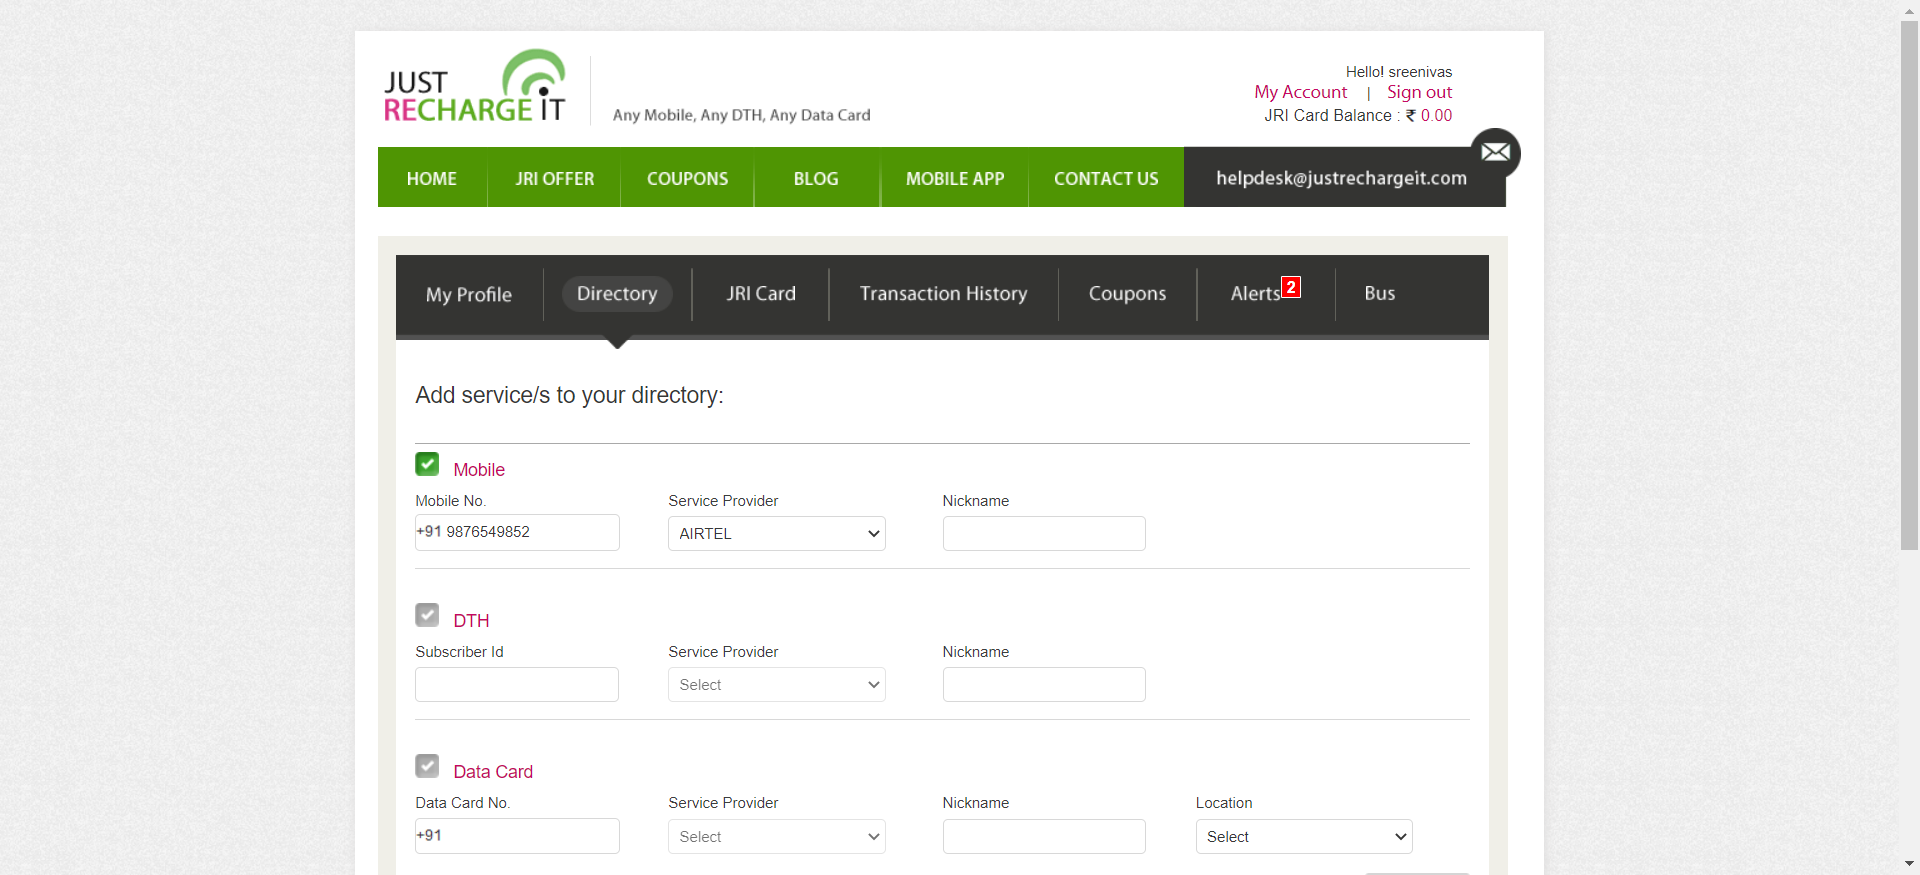 JUST
RECHARGE iT
Any Mobile, Any DTH, Any Data Card
Hello! sreenivas
My Account | Sign out
JRI Card Balance : ₹ 0.00
HOME JRI OFFER COUPONS BLOG MOBILE APP CONTACT US helpdesk@justrechargeit.com
My Profile Directory JRI Card Transaction History Coupons Alerts 2 Bus
Add service/s to your directory:
Mobile
Mobile No. Service Provider Nickname
+91 9876549852 AIRTEL
DTH
Subscriber Id Service Provider Nickname
Select
Data Card
Data Card No. Service Provider Nickname Location
+91 Select Select